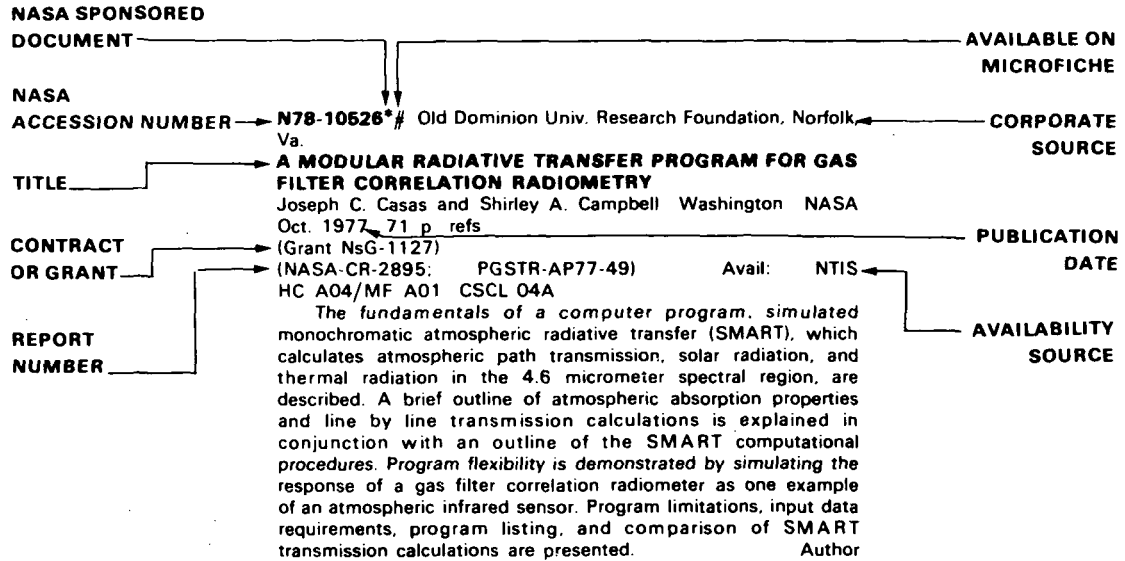 NASA SPONSORED
DOCUMENT
AVAILABLE ON
MICROFICHE
NASA
ACCESSION NUMBER
N78-10526*# Old Dominion Univ. Research Foundation, Norfolk,
Va.
CORPORATE
SOURCE
TITLE
A MODULAR RADIATIVE TRANSFER PROGRAM FOR GAS
FILTER CORRELATION RADIOMETRY
Joseph C. Casas and Shirley A. Campbell Washington NASA
Oct. 1977 71 p refs
CONTRACT
OR GRANT
(Grant NsG-1127)
PUBLICATION
DATE
(NASA-CR-2895; PGSTR-AP77-49) Avail: NTIS
HC A04/MF A01 CSCL 04A
REPORT
NUMBER
AVAILABILITY
SOURCE
The fundamentals of a computer program, simulated
monochromatic atmospheric radiative transfer (SMART), which
calculates atmospheric path transmission, solar radiation, and
thermal radiation in the 4.6 micrometer spectral region, are
described. A brief outline of atmospheric absorption properties
and line by line transmission calculations is explained in
conjunction with an outline of the SMART computational
procedures. Program flexibility is demonstrated by simulating the
response of a gas filter correlation radiometer as one example
of an atmospheric infrared sensor. Program limitations, input data
requirements, program listing, and comparison of SMART
transmission calculations are presented. Author